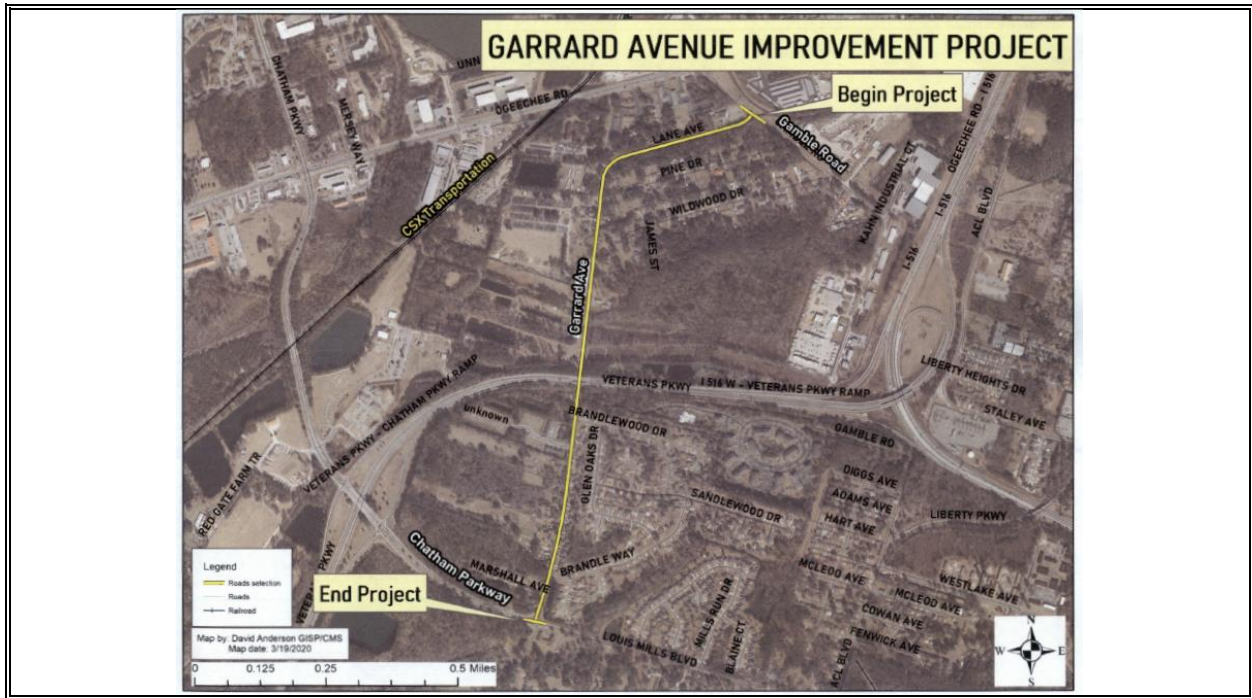 GARRARD AVENUE IMPROVEMENT PROJECT
Begin Project
UNN
OGEECHEE RD
CHATHAM PKWY
MERSEY WAY
CSX Transportation
LANE AVE
Gamble Road
PINE DR
WILDWOOD DR
JAMES ST
KAHN INDUSTRIAL CT
OGEECHEE RD - I 516
I-516
I-516
ACL BLVD
Garrard Ave
VETERANS PKWY
I 516 W - VETERANS PKWY RAMP
LIBERTY HEIGHTS DR
STALEY AVE
VETERANS PKWY - CHATHAM PKWY RAMP
unknown
BRANDLEWOOD DR
GLEN OAKS DR
GAMBLE RD
DIGGS AVE
ADAMS AVE
HART AVE
LIBERTY PKWY
SANDLEWOOD DR
RED GATE FARM TR
Chatham Parkway
MARSHALL AVE
BRANDLE WAY
MCLEOD AVE
WESTLAKE AVE
MCLEOD AVE
COWAN AVE
FENWICK AVE
MILLS RUN DR
BLAINE CT
LOUIS MILLS BLVD
ACL BLVD
PKWY
End Project
Legend
Roads selection
Roads
Railroad
Map by: David Anderson GISP/CMS
Map date: 3/19/2020
0 0.125 0.25 0.5 Miles
N
W E
S